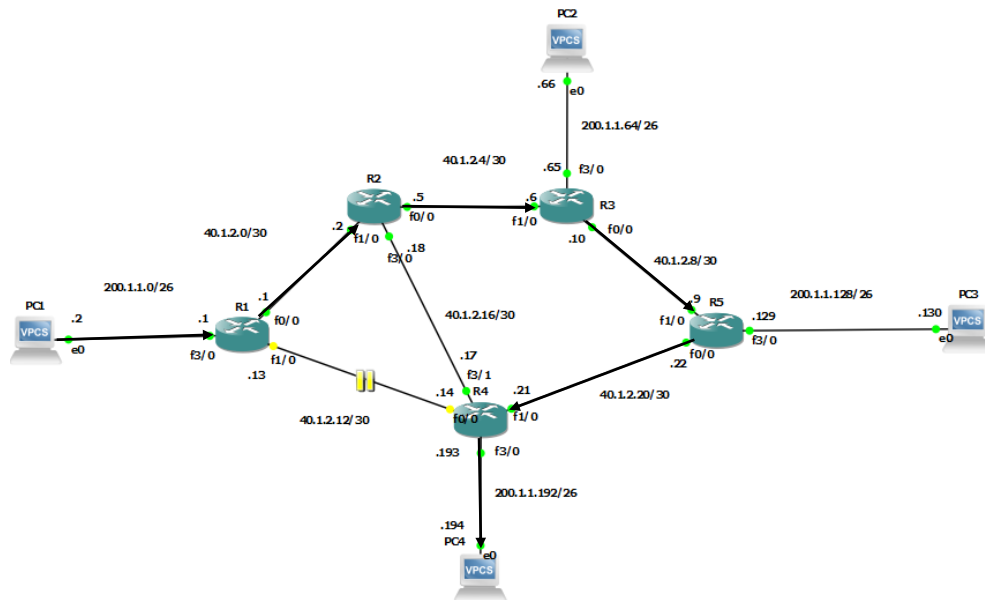 PC2
VPCS
.66
e0
200.1.1.64/26
40.1.2.4/30
.65
f3/0
R2
.5
f0/0
.6
f1/0
R3
.2
f1/0
40.1.2.0/30
.18
f3/0
.10
f0/0
40.1.2.8/30
200.1.1.0/26
PC1
VPCS
.2
e0
.1
f3/0
R1
.1
f0/0
f1/0
.13
40.1.2.16/30
.9
f1/0
R5
200.1.1.128/26
.129
f3/0
.130
e0
PC3
VPCS
f0/0
.22
.17
f3/1
R4
.14
f0/0
.21
f1/0
40.1.2.20/30
40.1.2.12/30
.193
f3/0
200.1.1.192/26
.194
PC4
e0
VPCS